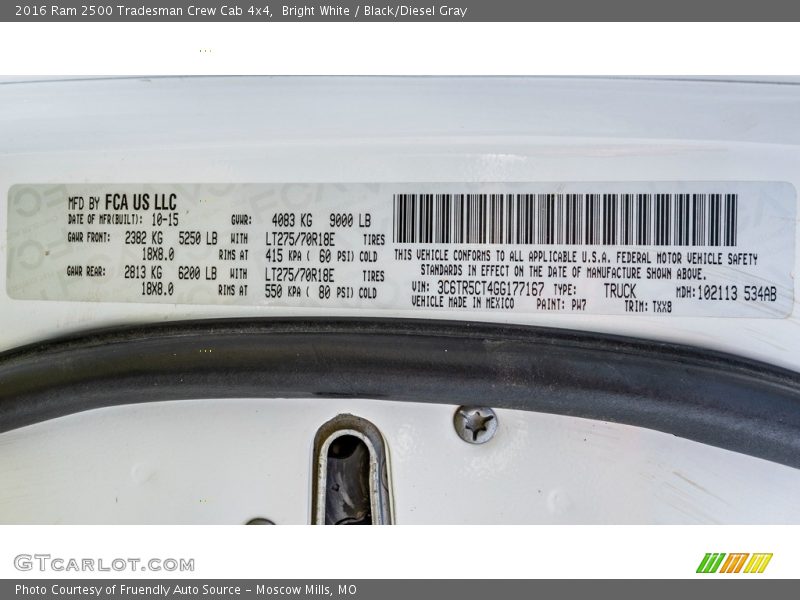 2016 Ram 2500 Tradesman Crew Cab 4x4,  Bright White / Black/Diesel Gray
MFD BY FCA US LLC
DATE OF MFR(BUILT): 10-15 GVWR: 4083 KG 9000 LB
GAWR FRONT: 2382 KG 5250 LB WITH LT275/70R18E TIRES
18X8.0 RIMS AT 415 KPA ( 60 PSI) COLD
GAWR REAR: 2813 KG 6200 LB WITH LT275/70R18E TIRES
18X8.0 RIMS AT 550 KPA ( 80 PSI) COLD
THIS VEHICLE CONFORMS TO ALL APPLICABLE U.S.A. FEDERAL MOTOR VEHICLE SAFETY
STANDARDS IN EFFECT ON THE DATE OF MANUFACTURE SHOWN ABOVE.
VIN: 3C6TR5CT4GG177167 TYPE: TRUCK MDH:102113 534AB
VEHICLE MADE IN MEXICO PAINT: PW7 TRIM: TXX8
GTCARLOT.COM
Photo Courtesy of Fruendly Auto Source - Moscow Mills, MO